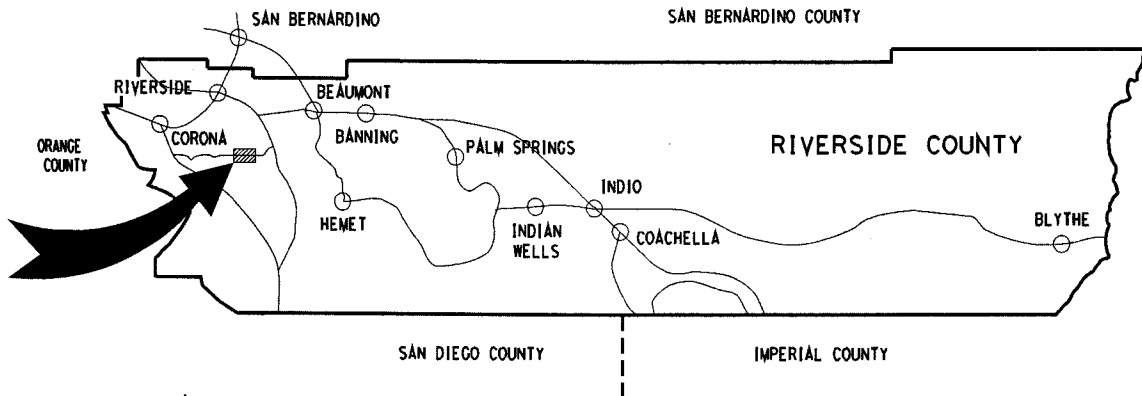 SAN BERNARDINO
SAN BERNARDINO COUNTY
RIVERSIDE
BEAUMONT
CORONA
BANNING
ORANGE
COUNTY
PALM SPRINGS
RIVERSIDE COUNTY
INDIO
HEMET
INDIAN
WELLS
COACHELLA
BLYTHE
SAN DIEGO COUNTY
IMPERIAL COUNTY